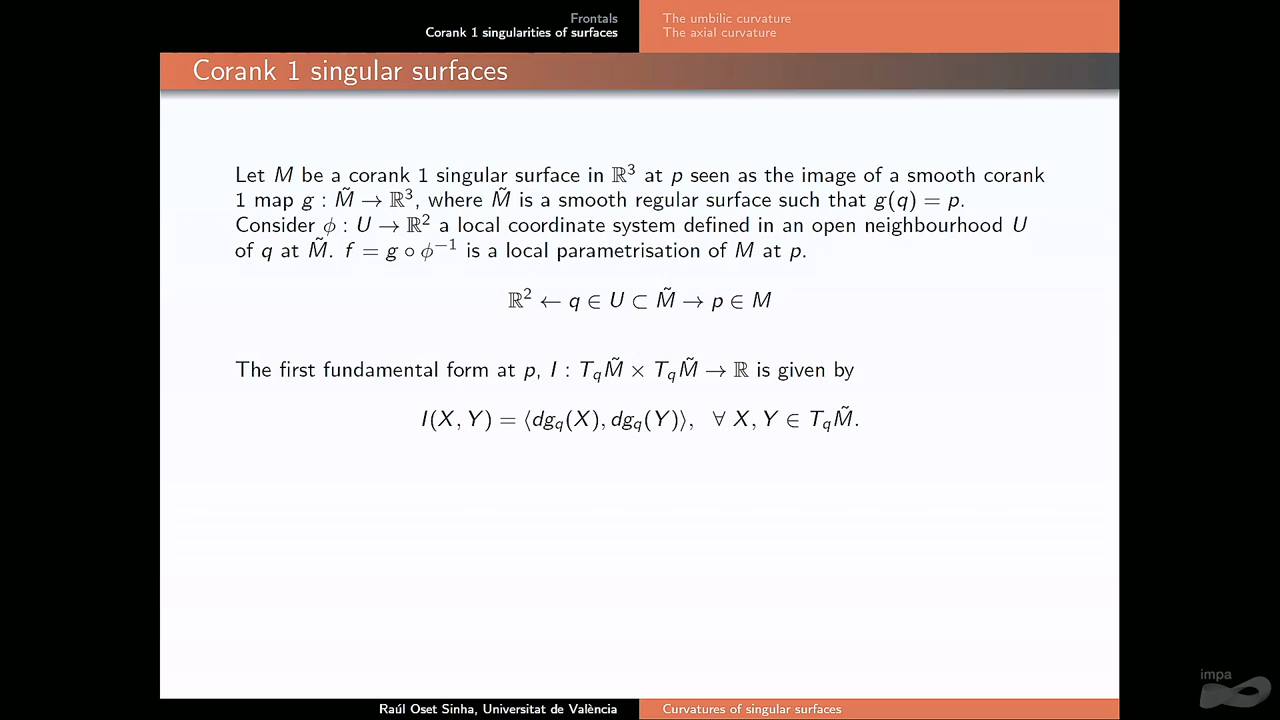 Frontals
Corank 1 singularities of surfaces
The umbilic curvature
The axial curvature
Corank 1 singular surfaces
Let M be a corank 1 singular surface in ℝ³ at p seen as the image of a smooth corank
1 map g : M̃ → ℝ³, where M̃ is a smooth regular surface such that g(q) = p.
Consider ϕ : U → ℝ² a local coordinate system defined in an open neighbourhood U
of q at M̃. f = g ∘ ϕ⁻¹ is a local parametrisation of M at p.
ℝ² ← q ∈ U ⊂ M̃ → p ∈ M
The first fundamental form at p, I : T_qM̃ × T_qM̃ → ℝ is given by
I(X, Y) = ⟨dg_q(X), dg_q(Y)⟩, ∀ X, Y ∈ T_qM̃.
impa
Raúl Oset Sinha, Universitat de València
Curvatures of singular surfaces